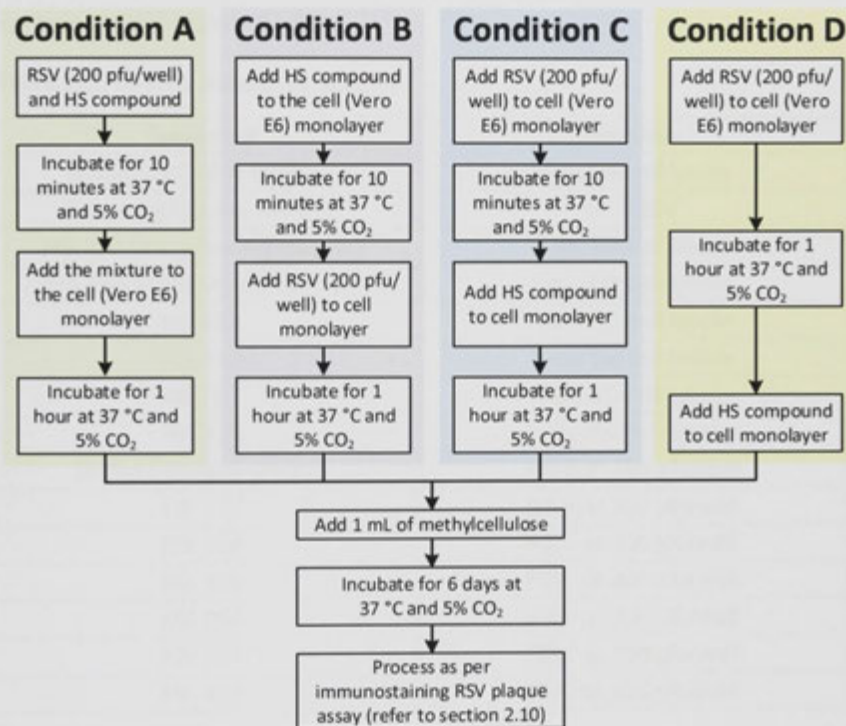 Condition A
RSV (200 pfu/well)
and HS compound
Incubate for 10
minutes at 37 °C
and 5% CO₂
Add the mixture to
the cell (Vero E6)
monolayer
Incubate for 1
hour at 37 °C and
5% CO₂
Condition B
Add HS compound
to the cell (Vero
E6) monolayer
Incubate for 10
minutes at 37 °C
and 5% CO₂
Add RSV (200 pfu/
well) to cell
monolayer
Incubate for 1
hour at 37 °C and
5% CO₂
Condition C
Add RSV (200 pfu/
well) to cell (Vero
E6) monolayer
Incubate for 10
minutes at 37 °C
and 5% CO₂
Add HS compound
to cell monolayer
Incubate for 1
hour at 37 °C and
5% CO₂
Condition D
Add RSV (200 pfu/
well) to cell (Vero
E6) monolayer
Incubate for 1
hour at 37 °C and
5% CO₂
Add HS compound
to cell monolayer
Add 1 mL of methylcellulose
Incubate for 6 days at
37 °C and 5% CO₂
Process as per
immunostaining RSV plaque
assay (refer to section 2.10)